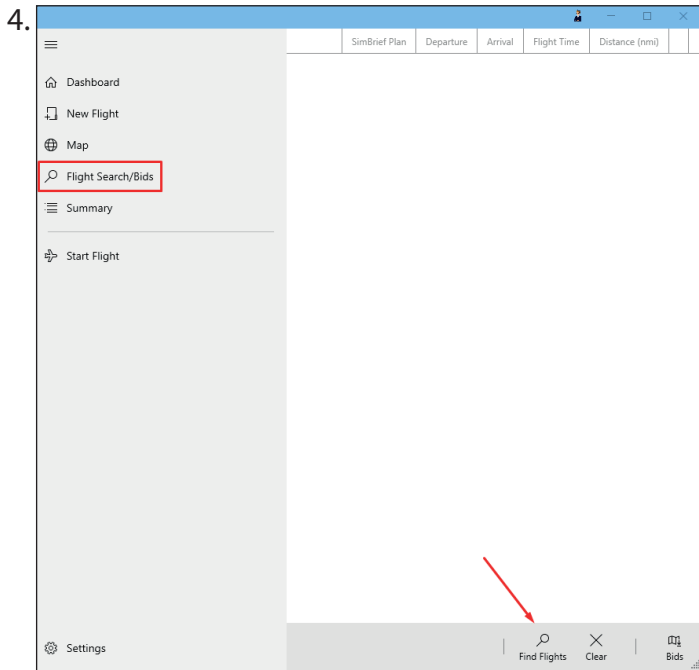 4.
SimBrief Plan Departure Arrival Flight Time Distance (nmi)
Dashboard
New Flight
Map
Flight Search/Bids
Summary
Start Flight
Settings
Find Flights Clear Bids